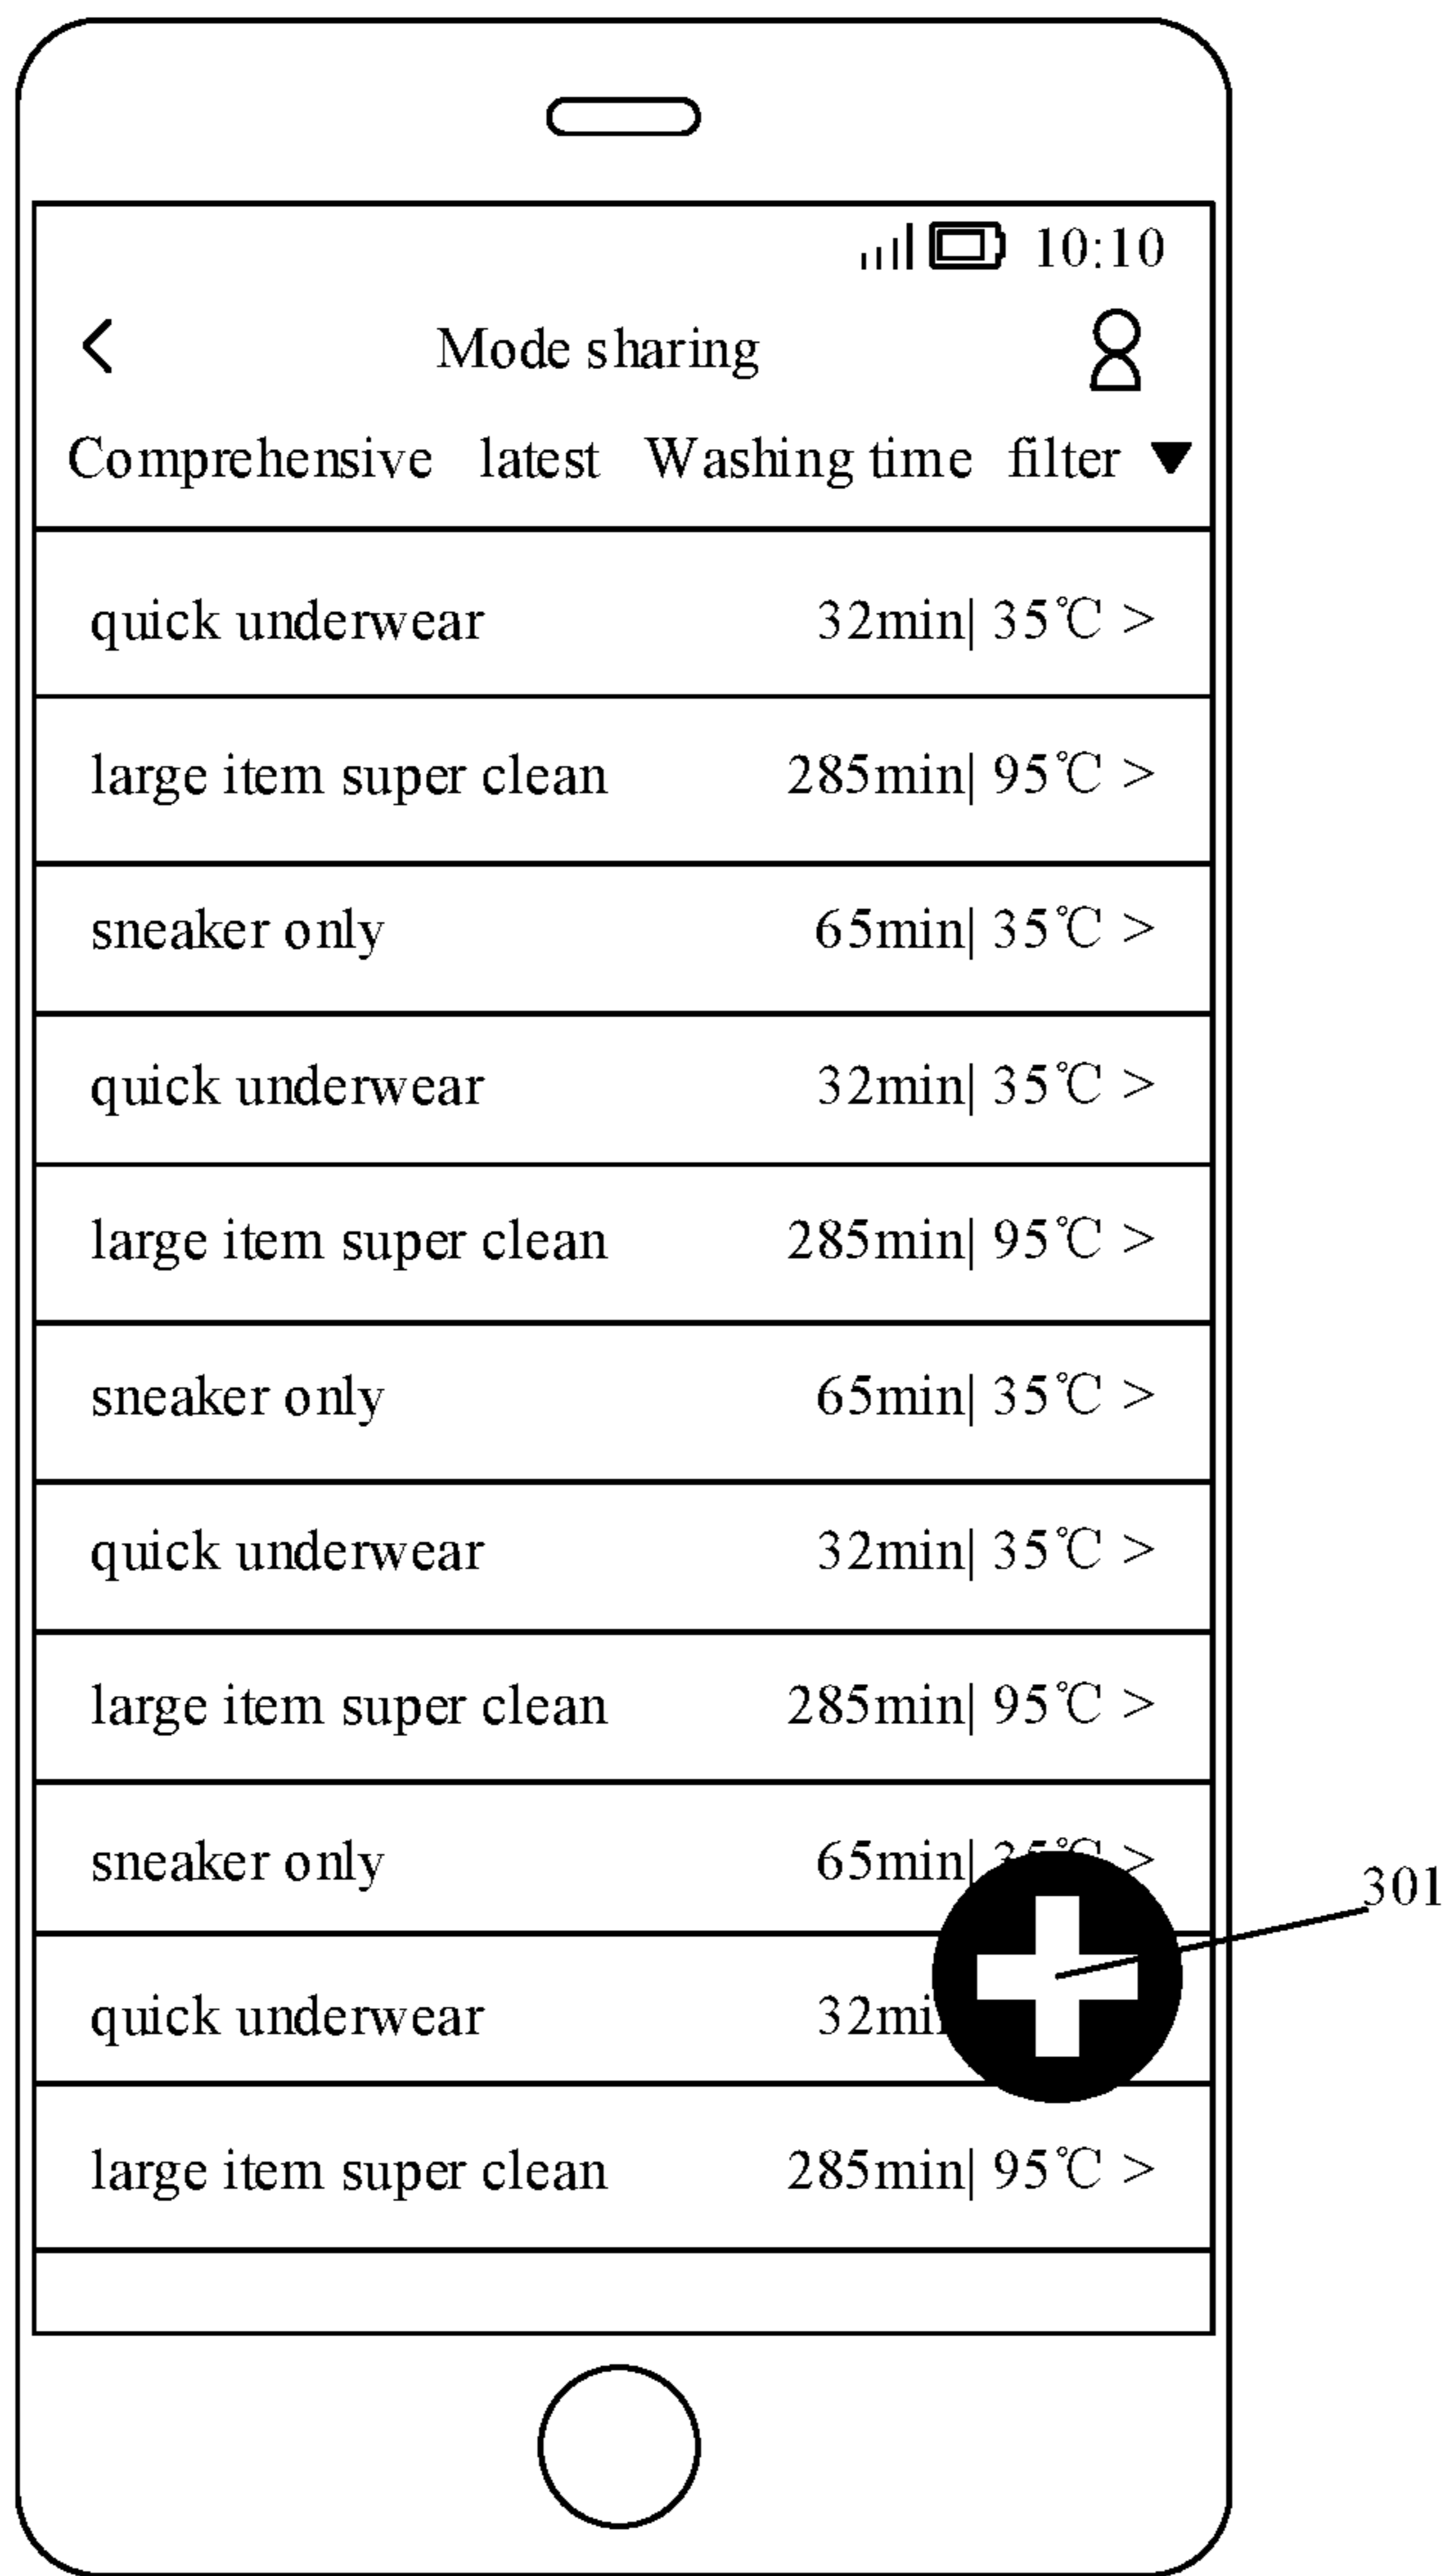 10:10
< Mode sharing
Comprehensive latest Washing time filter ▼
quick underwear 32min| 35℃ >
large item super clean 285min| 95℃ >
sneaker only 65min| 35℃ >
quick underwear 32min| 35℃ >
large item super clean 285min| 95℃ >
sneaker only 65min| 35℃ >
quick underwear 32min| 35℃ >
large item super clean 285min| 95℃ >
sneaker only 65min| 35℃ >
301
quick underwear 32mi
large item super clean 285min| 95℃ >